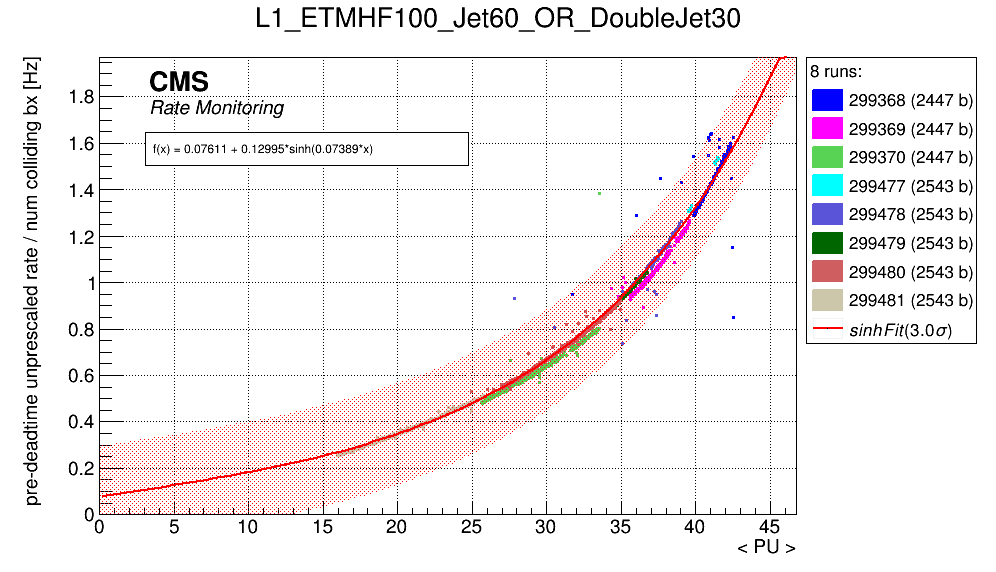 L1_ETMHF100_Jet60_OR_DoubleJet30
pre-deadtime unprescaled rate / num colliding bx [Hz]
CMS
Rate Monitoring
f(x) = 0.07611 + 0.12995*sinh(0.07389*x)
1.8
1.6
1.4
1.2
1
0.8
0.6
0.4
0.2
0
0 5 10 15 20 25 30 35 40 45
< PU >
8 runs:
299368 (2447 b)
299369 (2447 b)
299370 (2447 b)
299477 (2543 b)
299478 (2543 b)
299479 (2543 b)
299480 (2543 b)
299481 (2543 b)
sinhFit(3.0σ)